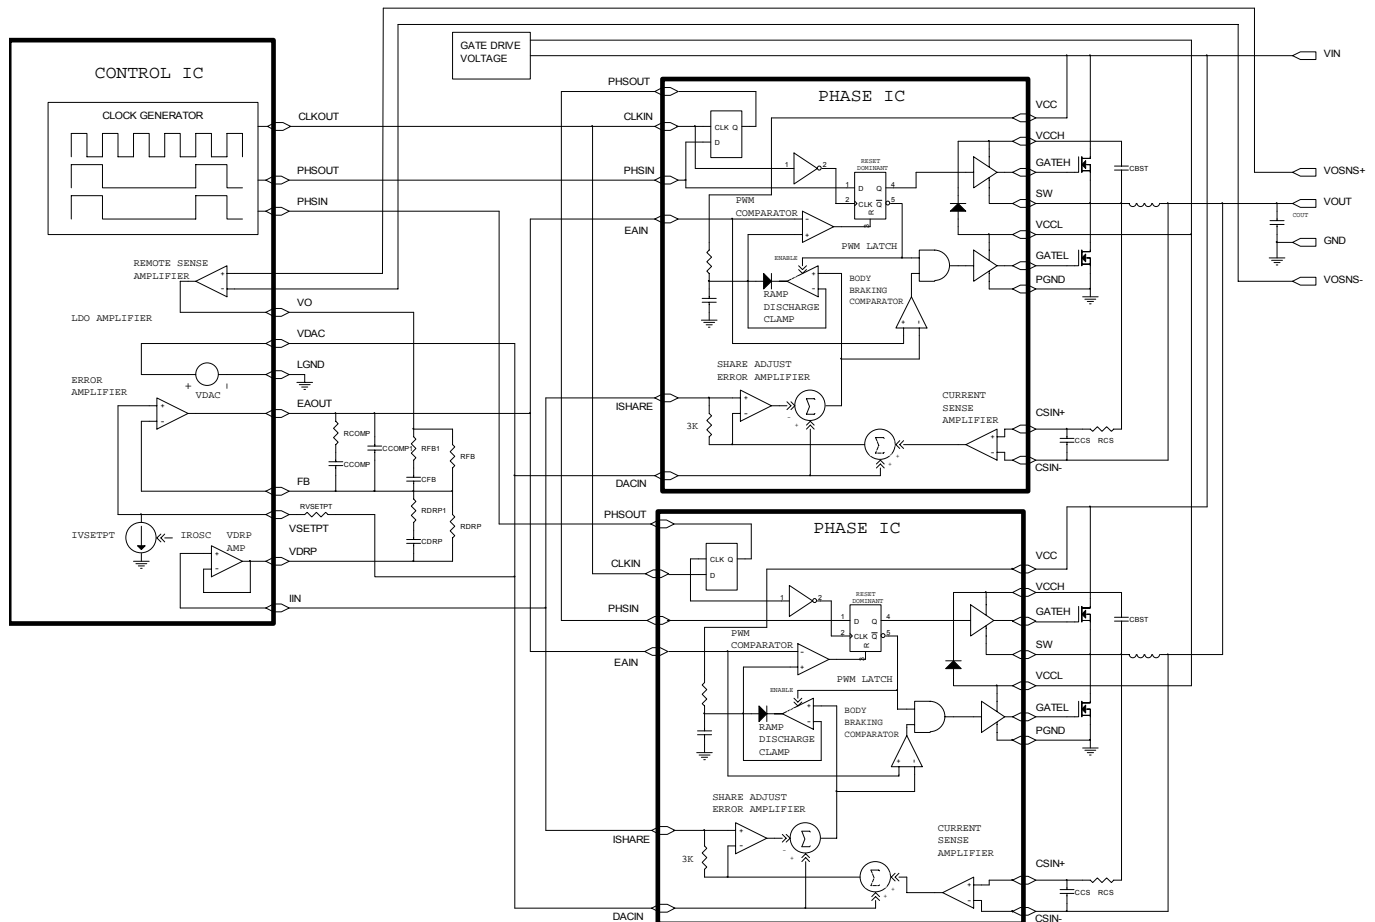 GATE DRIVE
VOLTAGE
VIN
CONTROL IC
CLOCK GENERATOR
CLKOUT
PHSOUT
PHSIN
REMOTE SENSE
AMPLIFIER
LDO AMPLIFIER
VO
VDAC
LGND
+ VDAC -
ERROR
AMPLIFIER
+
-
EAOUT
RCOMP
CCOMP
CCOMP1
RFB1
CFB
RFB
FB
RVSETPT
VSETPT
RDRP1
CDRP
RDRP
IVSETPT
IROSC
VDRP
AMP
+
-
VDRP
IIN
PHSOUT
CLKIN
PHSIN
EAIN
ISHARE
DACIN
PHASE IC
CLK Q
D
1
2
RESET
DOMINANT
1 D Q 4
2 CLK Q 5
R
3
PWM
COMPARATOR
-
+
PWM LATCH
ENABLE
RAMP
DISCHARGE
CLAMP
+
-
BODY
BRAKING
COMPARATOR
+ -
SHARE ADJUST
ERROR AMPLIFIER
3K
+
-
Σ
- +
Σ
+ +
CURRENT
SENSE
AMPLIFIER
+
-
VCC
VCCH
GATEH
SW
VCCL
GATEL
PGND
CSIN+
CSIN-
CBST
CCS
RCS
VOSNS+
VOUT
COUT
GND
VOSNS-
PHSOUT
CLKIN
PHSIN
EAIN
ISHARE
DACIN
PHASE IC
CLK Q
D
1
2
RESET
DOMINANT
1 D Q 4
2 CLK Q 5
R
3
PWM
COMPARATOR
-
+
PWM LATCH
ENABLE
RAMP
DISCHARGE
CLAMP
+
-
BODY
BRAKING
COMPARATOR
+ -
SHARE ADJUST
ERROR AMPLIFIER
3K
+
-
Σ
- +
Σ
+ +
CURRENT
SENSE
AMPLIFIER
+
-
VCC
VCCH
GATEH
SW
VCCL
GATEL
PGND
CSIN+
CSIN-
CBST
CCS
RCS